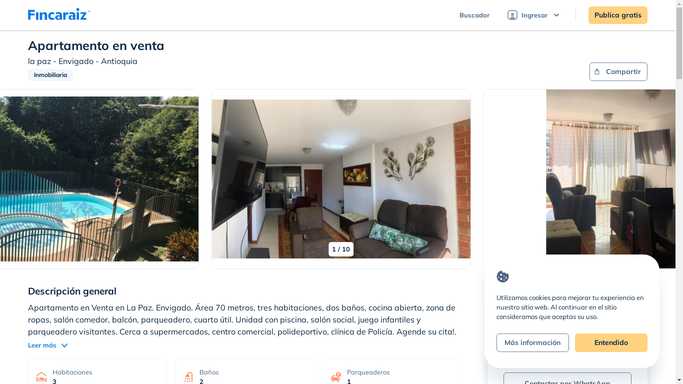 Fincaraiz
Buscador
Ingresar
Publica gratis
Apartamento en venta
la paz - Envigado - Antioquia
Inmobiliaria
Compartir
1 / 10
Descripción general
Apartamento en Venta en La Paz. Envigado. Área 70 metros, tres habitaciones, dos baños, cocina abierta, zona de
ropas, salón comedor, balcón, parqueadero, cuarto útil. Unidad con piscina, salón social, juego infantiles y
parqueadero visitantes. Cerca a supermercados, centro comercial, polideportivo, clínica de Policía. Agende su cita!.
Leer más
Habitaciones
3
Baños
2
Parqueaderos
1
Utilizamos cookies para mejorar tu experiencia en
nuestro sitio web. Al continuar en el sitio
consideramos que aceptas su uso.
Más información
Entendido
Contactar por WhatsApp